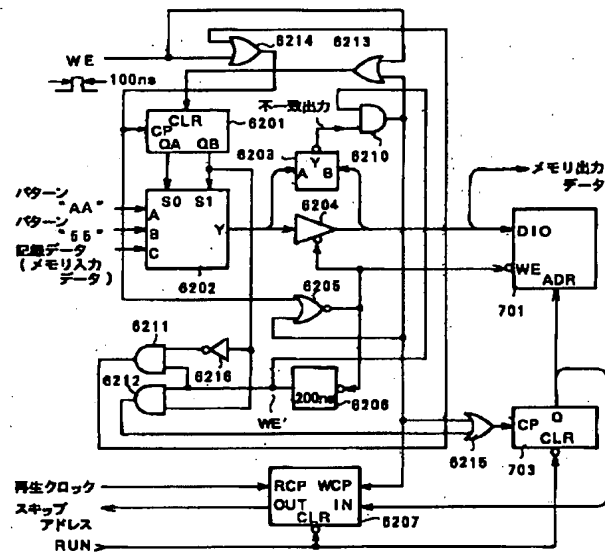 6214
6213
WE
100ns
CLR
6201
CP
QA QB
不一致出力
6203
Y
A B
6210
メモリ出力
データ
パターン
"AA"
パターン
"55"
記録データ
(メモリ入力
データ)
S0 S1
A
B
C
Y
6202
6204
DIO
WE
701
ADR
6205
6211
6216
6212
200ns
6206
WE'
6215
Q
CP
CLR
703
再生クロック
スキップ
アドレス
RUN
RCP WCP
OUT IN
CLR
6207